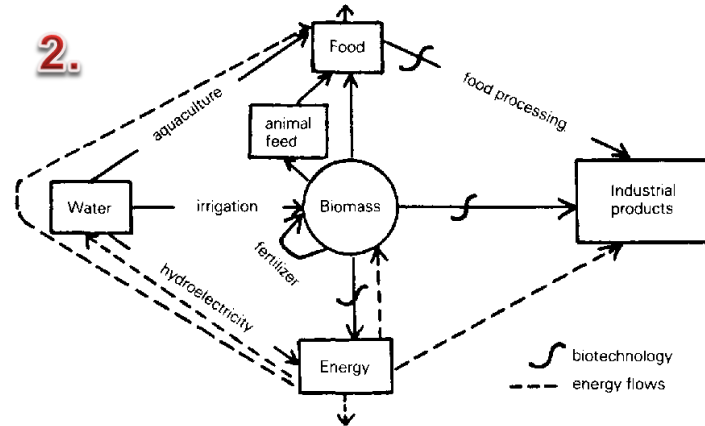 2.
Food
food processing
aquaculture
animal
feed
Industrial
products
Water
irrigation
Biomass
fertilizer
hydroelectricity
Energy
biotechnology
energy flows